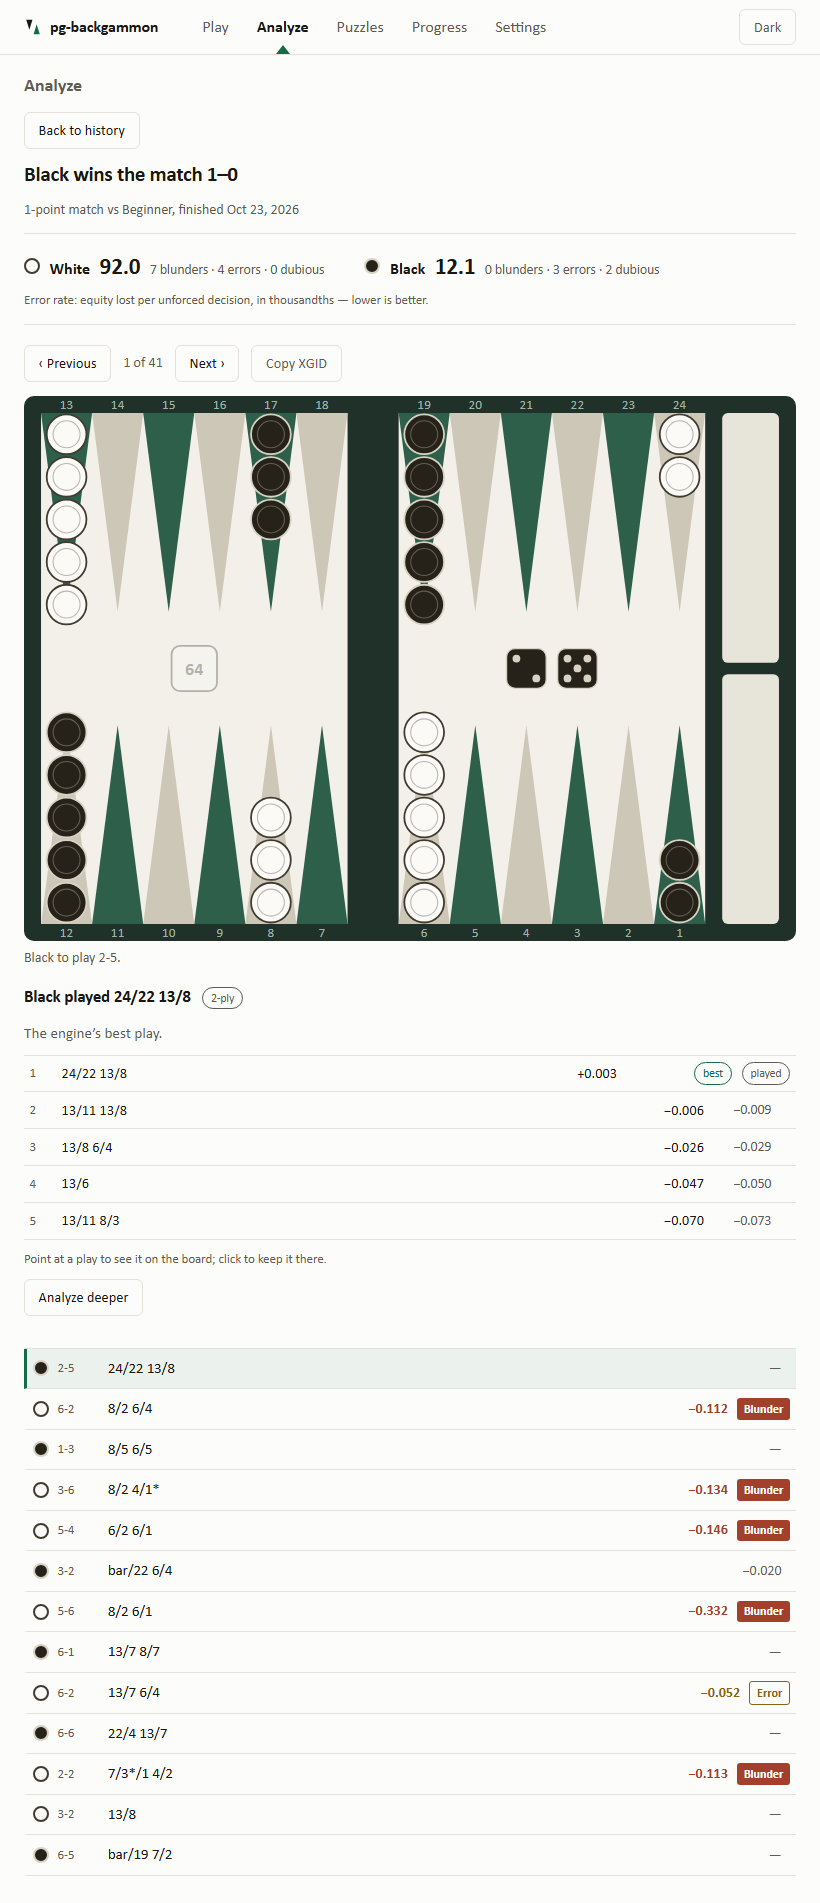 pg-backgammon Play Analyze Puzzles Progress Settings Dark
Analyze
Back to history
Black wins the match 1–0
1-point match vs Beginner, finished Oct 23, 2026
White 92.0 7 blunders · 4 errors · 0 dubious Black 12.1 0 blunders · 3 errors · 2 dubious
Error rate: equity lost per unforced decision, in thousandths — lower is better.
‹ Previous 1 of 41 Next › Copy XGID
13 14 15 16 17 18 19 20 21 22 23 24
64
12 11 10 9 8 7 6 5 4 3 2 1
Black to play 2-5.
Black played 24/22 13/8 2-ply
The engine’s best play.
1 24/22 13/8 +0.003 best played
2 13/11 13/8 −0.006 −0.009
3 13/8 6/4 −0.026 −0.029
4 13/6 −0.047 −0.050
5 13/11 8/3 −0.070 −0.073
Point at a play to see it on the board; click to keep it there.
Analyze deeper
2-5 24/22 13/8 —
6-2 8/2 6/4 −0.112 Blunder
1-3 8/5 6/5 —
3-6 8/2 4/1* −0.134 Blunder
5-4 6/2 6/1 −0.146 Blunder
3-2 bar/22 6/4 −0.020
5-6 8/2 6/1 −0.332 Blunder
6-1 13/7 8/7 —
6-2 13/7 6/4 −0.052 Error
6-6 22/4 13/7 —
2-2 7/3*/1 4/2 −0.113 Blunder
3-2 13/8 —
6-5 bar/19 7/2 —